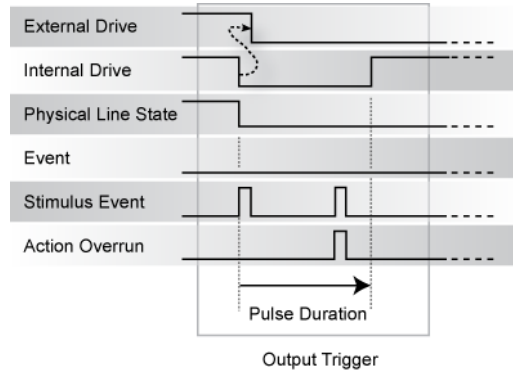 External Drive
Internal Drive
Physical Line State
Event
Stimulus Event
Action Overrun
Pulse Duration
Output Trigger